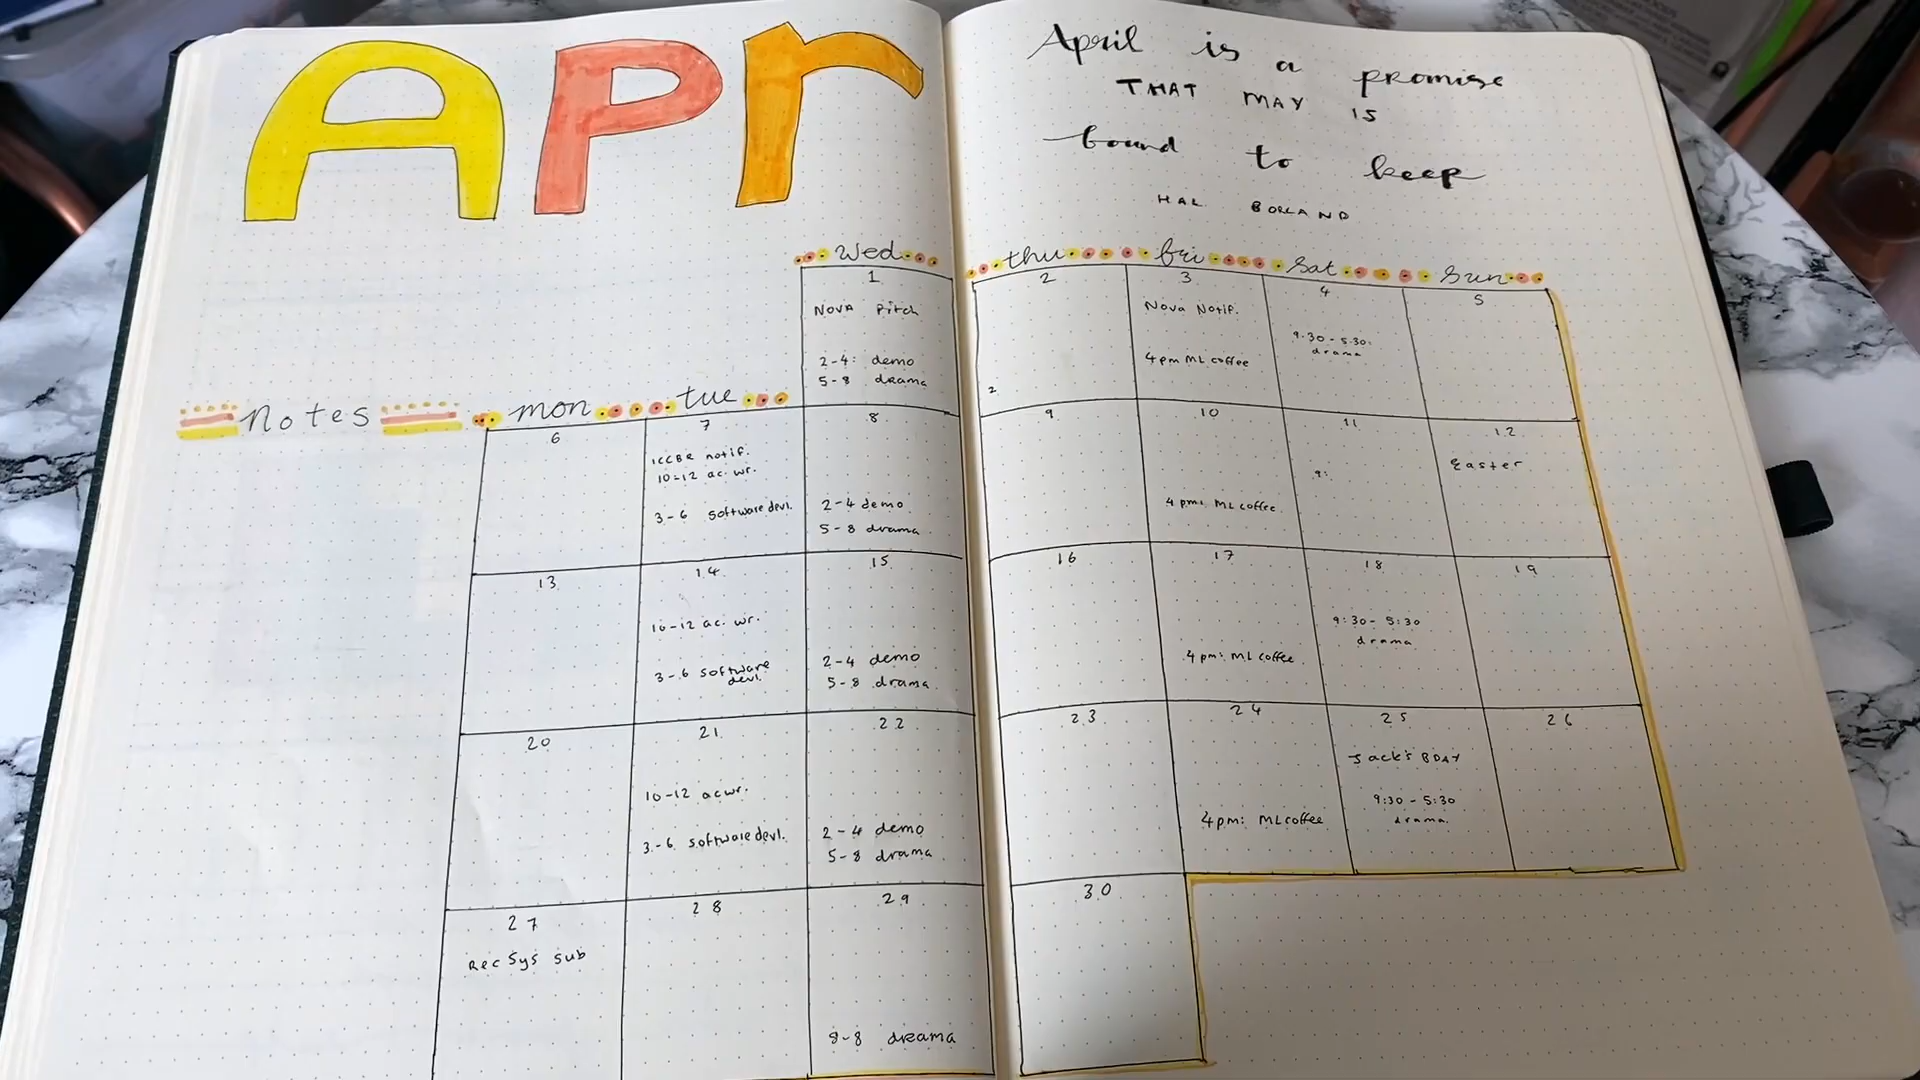 Apr
April is a promise
THAT MAY IS
bound to keep
HAL BORLAND
Notes
mon tue wed thu fri sat sun
1
NOVA Pitch
2-4: demo
5-8 drama
2
2
3
Nova Notif.
4pm ML coffee
4
9:30-5:30:
drama
5
6
7
ICCBR notif.
10-12 ac. wr.
3-6 software devl.
8
2-4 demo
5-8 drama
9
10
4pm: ML coffee
11
9:
12
Easter
13
14
10-12 ac. wr.
3-6 software
devl.
15
2-4 demo
5-8 drama
16
17
4pm: ML coffee
18
9:30-5:30
drama
19
20
21
10-12 acwr.
3-6 software devl.
22
2-4 demo
5-8 drama
23
24
4pm: ML coffee
25
Jack's BDAY
9:30-5:30
drama
26
27
RecSys sub
28
29
8-8 drama
30